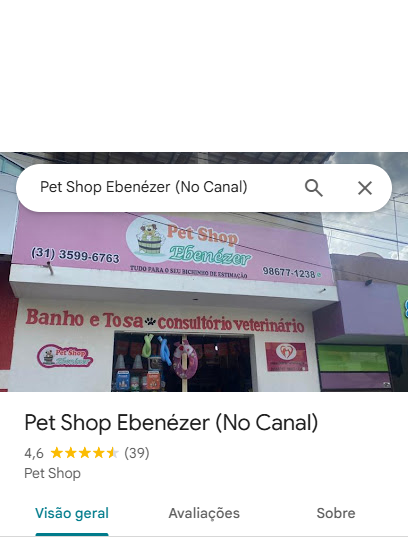 Pet Shop Ebenézer (No Canal)
Pet Shop
Ebenézer
(31) 3599-6763
TUDO PARA O SEU BICHINHO DE ESTIMAÇÃO
98677-1238
Banho e Tosa consultório veterinário
Pet Shop
Ebenézer
Pet Shop Ebenézer (No Canal)
4,6 (39)
Pet Shop
Visão geral Avaliações Sobre